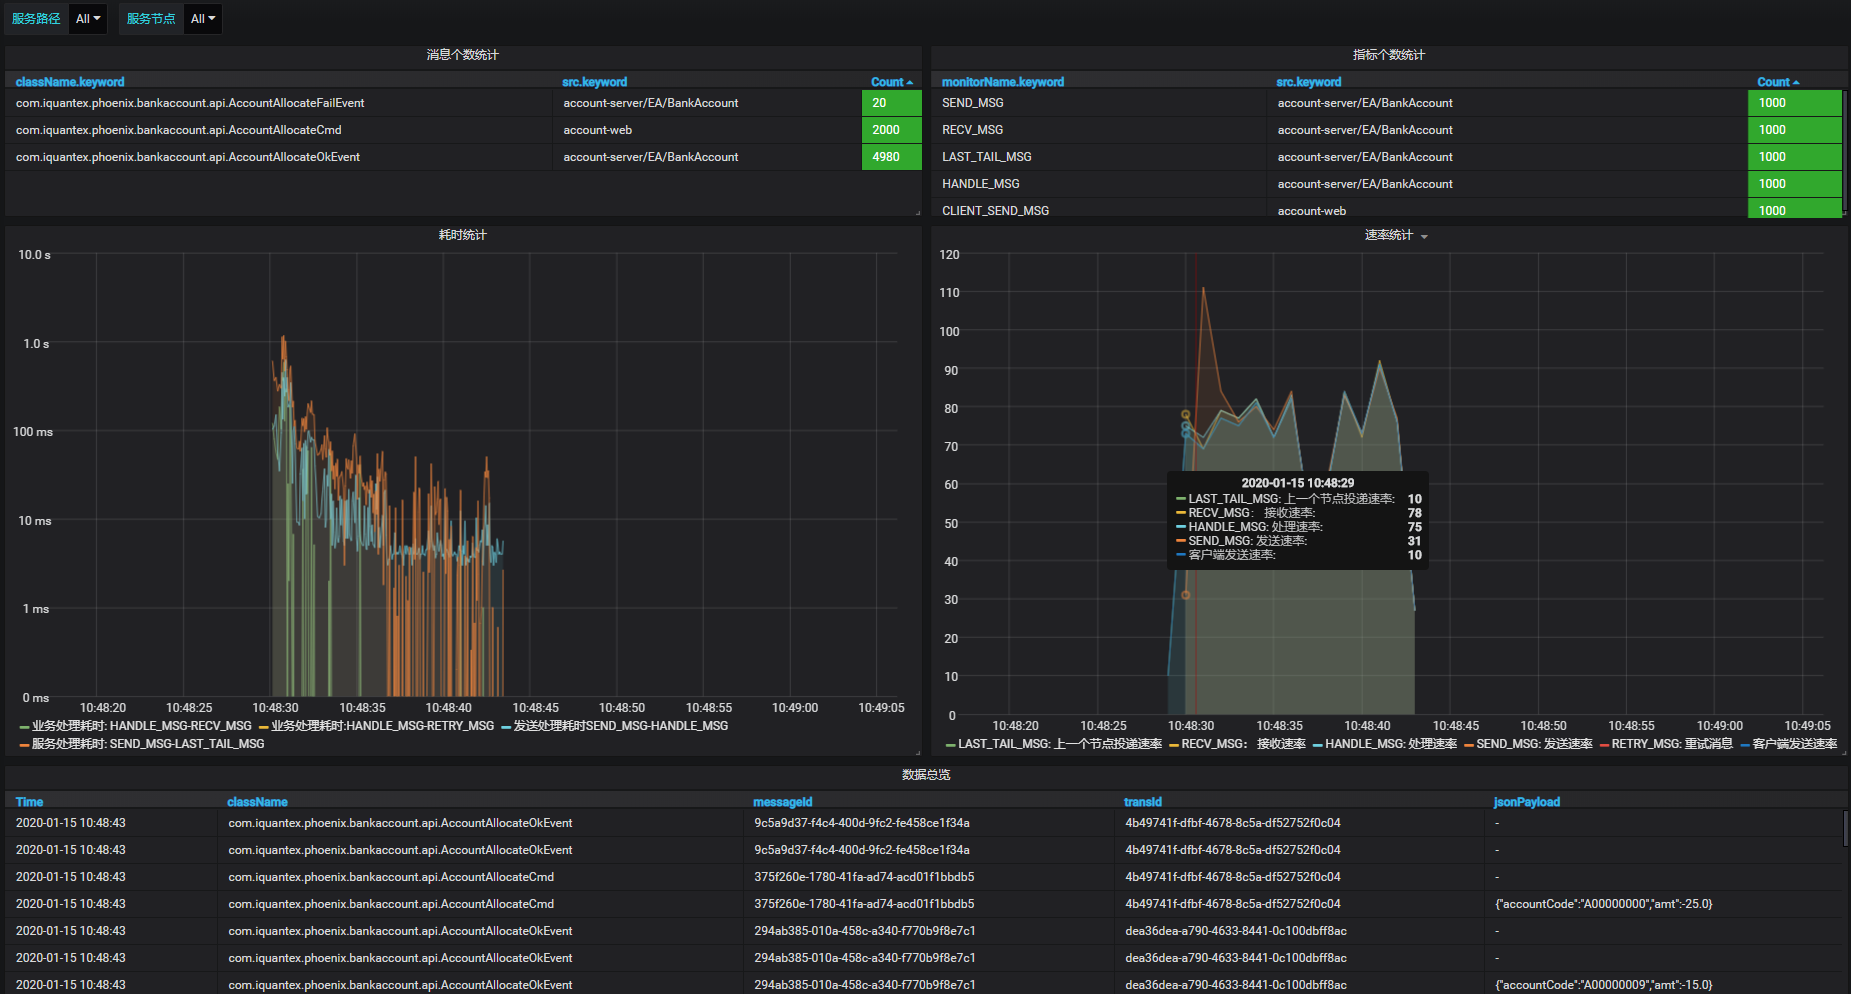 服务路径 All 服务节点 All
消息个数统计
className.keyword src.keyword Count
com.iquantex.phoenix.bankaccount.api.AccountAllocateFailEvent account-server/EA/BankAccount 20
com.iquantex.phoenix.bankaccount.api.AccountAllocateCmd account-web 2000
com.iquantex.phoenix.bankaccount.api.AccountAllocateOkEvent account-server/EA/BankAccount 4980
指标个数统计
monitorName.keyword src.keyword Count
SEND_MSG account-server/EA/BankAccount 1000
RECV_MSG account-server/EA/BankAccount 1000
LAST_TAIL_MSG account-server/EA/BankAccount 1000
HANDLE_MSG account-server/EA/BankAccount 1000
CLIENT_SEND_MSG account-web 1000
耗时统计
10.0 s
1.0 s
100 ms
10 ms
1 ms
0 ms
10:48:20 10:48:25 10:48:30 10:48:35 10:48:40 10:48:45 10:48:50 10:48:55 10:49:00 10:49:05
业务处理耗时: HANDLE_MSG-RECV_MSG 业务处理耗时:HANDLE_MSG-RETRY_MSG 发送处理耗时SEND_MSG-HANDLE_MSG
服务处理耗时: SEND_MSG-LAST_TAIL_MSG
速率统计
120
110
100
90
80
70
60
50
40
30
20
10
0
2020-01-15 10:48:29
LAST_TAIL_MSG: 上一个节点投递速率: 10
RECV_MSG： 接收速率: 78
HANDLE_MSG: 处理速率: 75
SEND_MSG: 发送速率: 31
客户端发送速率: 10
10:48:20 10:48:25 10:48:30 10:48:35 10:48:40 10:48:45 10:48:50 10:48:55 10:49:00 10:49:05
LAST_TAIL_MSG: 上一个节点投递速率 RECV_MSG： 接收速率 HANDLE_MSG: 处理速率 SEND_MSG: 发送速率 RETRY_MSG: 重试消息 客户端发送速率
数据总览
Time className messageId transId jsonPayload
2020-01-15 10:48:43 com.iquantex.phoenix.bankaccount.api.AccountAllocateOkEvent 9c5a9d37-f4c4-400d-9fc2-fe458ce1f34a 4b49741f-dfbf-4678-8c5a-df52752f0c04 -
2020-01-15 10:48:43 com.iquantex.phoenix.bankaccount.api.AccountAllocateOkEvent 9c5a9d37-f4c4-400d-9fc2-fe458ce1f34a 4b49741f-dfbf-4678-8c5a-df52752f0c04 -
2020-01-15 10:48:43 com.iquantex.phoenix.bankaccount.api.AccountAllocateCmd 375f260e-1780-41fa-ad74-acd01f1bbdb5 4b49741f-dfbf-4678-8c5a-df52752f0c04 -
2020-01-15 10:48:43 com.iquantex.phoenix.bankaccount.api.AccountAllocateCmd 375f260e-1780-41fa-ad74-acd01f1bbdb5 4b49741f-dfbf-4678-8c5a-df52752f0c04 {"accountCode":"A00000000","amt":-25.0}
2020-01-15 10:48:43 com.iquantex.phoenix.bankaccount.api.AccountAllocateOkEvent 294ab385-010a-458c-a340-f770b9f8e7c1 dea36dea-a790-4633-8441-0c100dbff8ac -
2020-01-15 10:48:43 com.iquantex.phoenix.bankaccount.api.AccountAllocateOkEvent 294ab385-010a-458c-a340-f770b9f8e7c1 dea36dea-a790-4633-8441-0c100dbff8ac -
2020-01-15 10:48:43 com.iquantex.phoenix.bankaccount.api.AccountAllocateOkEvent 294ab385-010a-458c-a340-f770b9f8e7c1 dea36dea-a790-4633-8441-0c100dbff8ac {"accountCode":"A00000009","amt":-15.0}